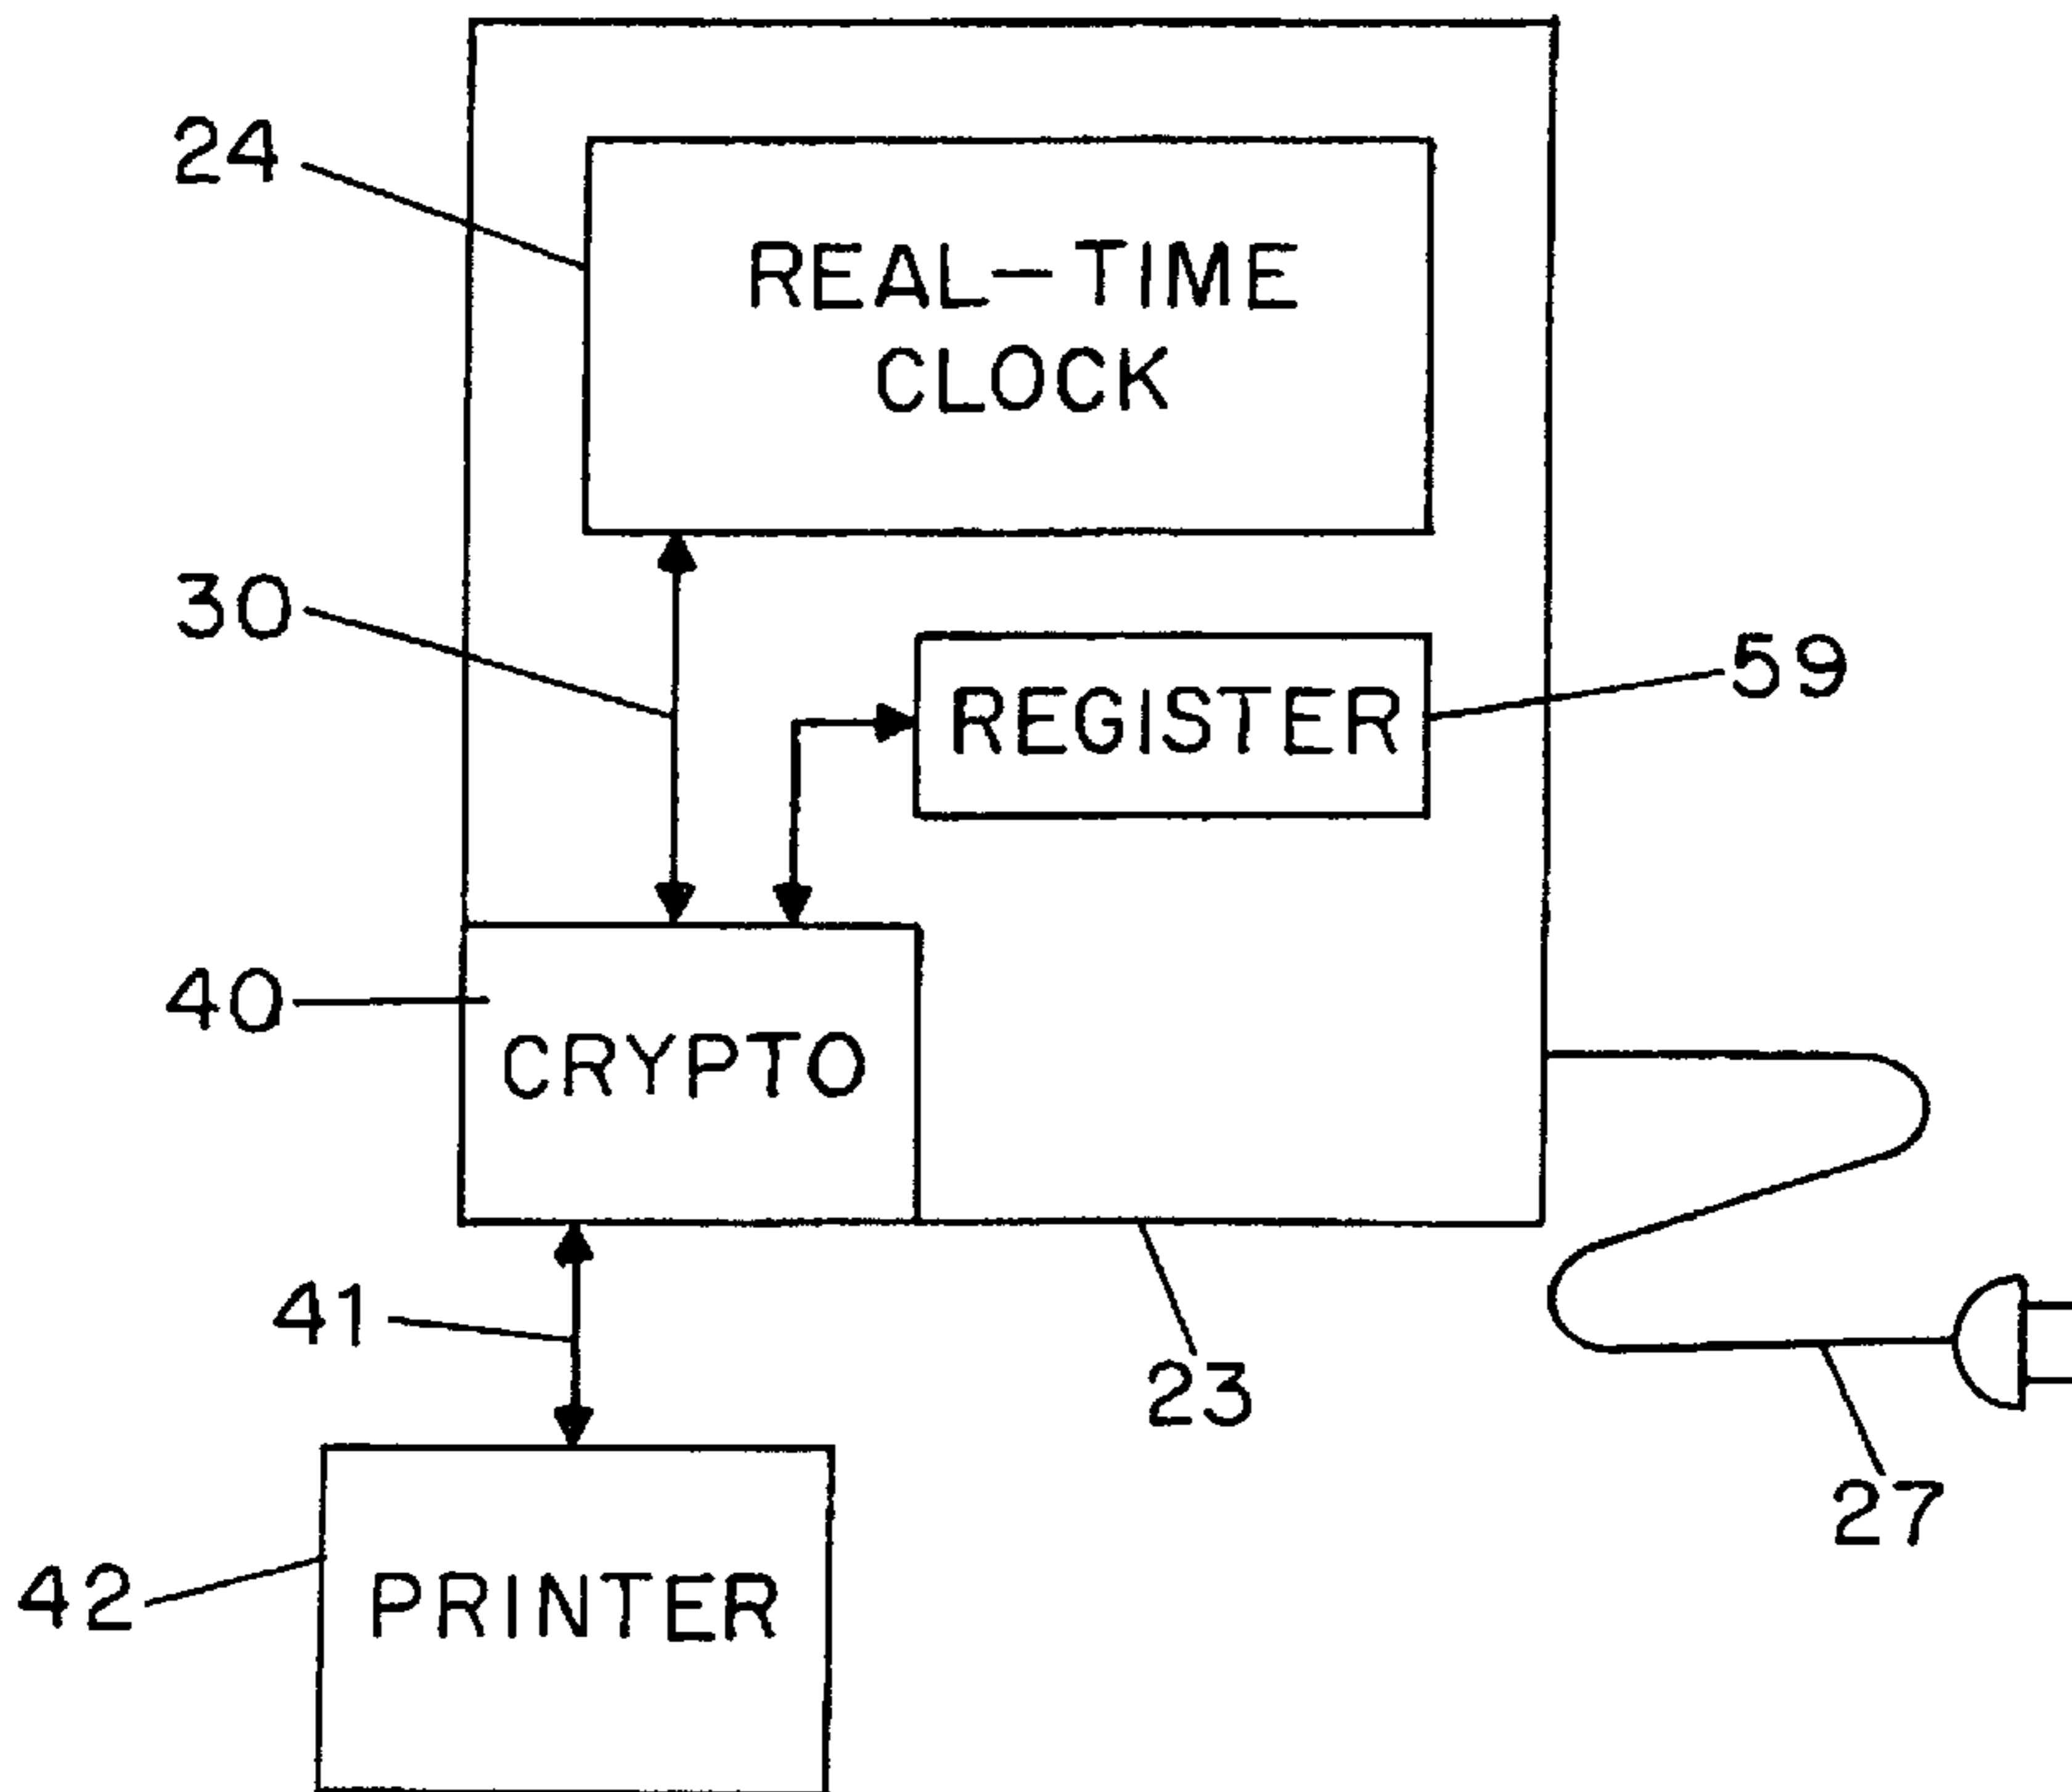 24
REAL-TIME
CLOCK
30
REGISTER
59
40
CRYPTO
41
23
27
42
PRINTER